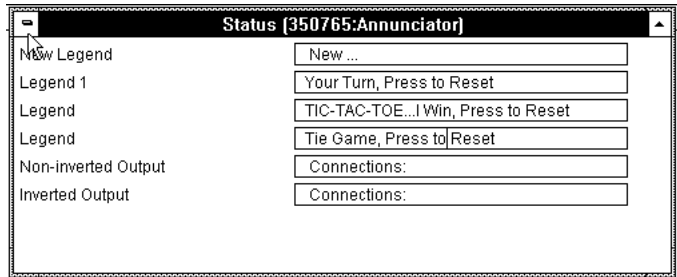 Status (350765:Annunciator)
New Legend New ...
Legend 1 Your Turn, Press to Reset
Legend TIC-TAC-TOE...I Win, Press to Reset
Legend Tie Game, Press to Reset
Non-inverted Output Connections:
Inverted Output Connections: